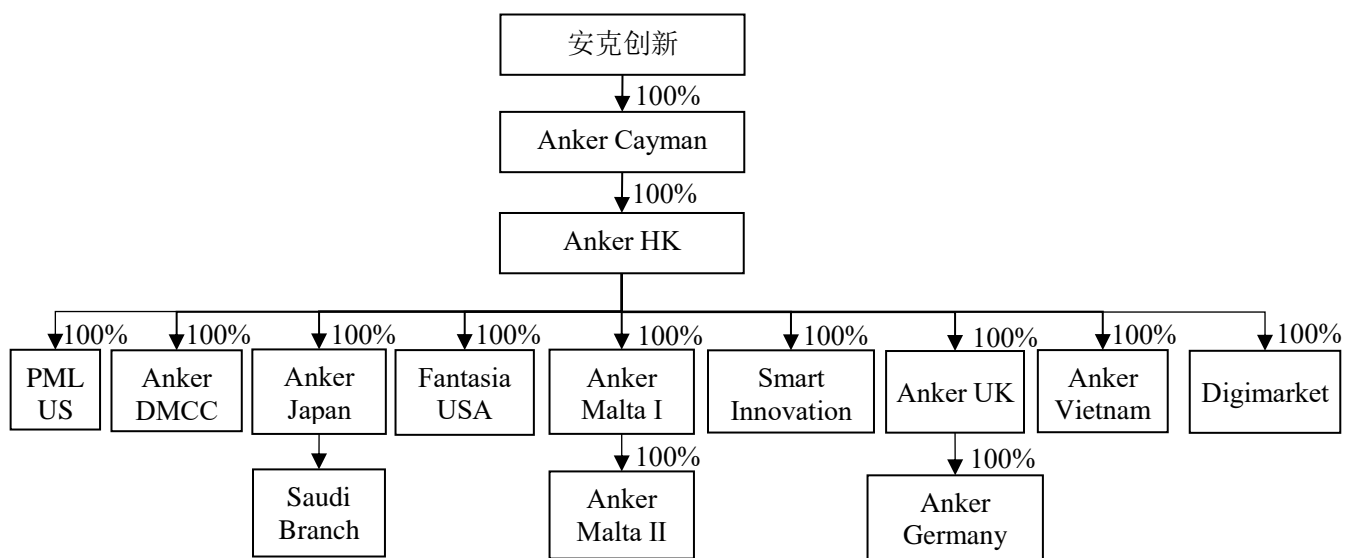 安克创新
100%
Anker Cayman
100%
Anker HK
100%
100%
100%
100%
100%
100%
100%
100%
100%
PML
US
Anker
DMCC
Anker
Japan
Fantasia
USA
Anker
Malta I
Smart
Innovation
Anker UK
Anker
Vietnam
Digimarket
100%
100%
Saudi
Branch
Anker
Malta II
Anker
Germany